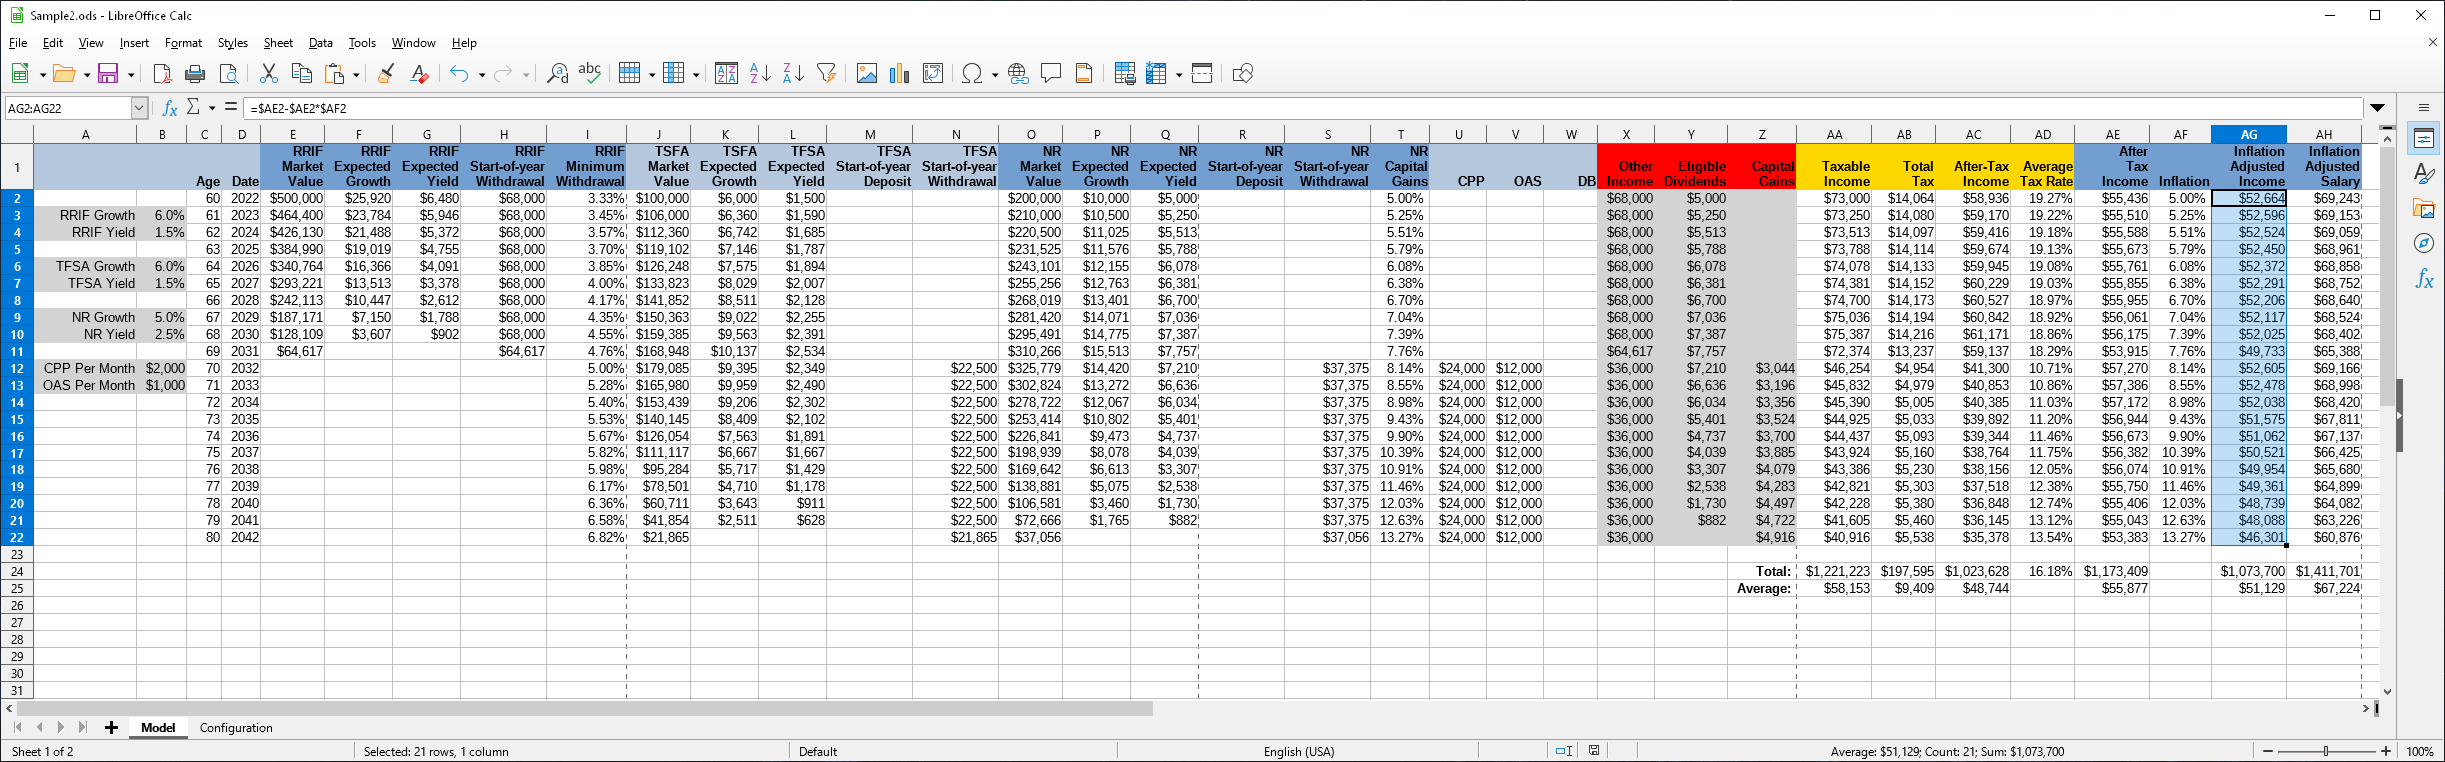 Sample2.ods - LibreOffice Calc
File Edit View Insert Format Styles Sheet Data Tools Window Help
abc
AG2:AG22 fx Σ = =$AE2-$AE2*$AF2
A B C D E F G H I J K L M N O P Q R S T U V W X Y Z AA AB AC AD AE AF AG AH
RRIF RRIF RRIF RRIF RRIF TSFA TSFA TFSA TFSA TFSA NR NR NR NR NR NR After Inflation Inflation
Market Expected Expected Start-of-year Minimum Market Expected Expected Start-of-year Start-of-year Market Expected Expected Start-of-year Start-of-year Capital Other Eligible Capital Taxable Total After-Tax Average Tax Adjusted Adjusted
1 Age Date Value Growth Yield Withdrawal Withdrawal Value Growth Yield Deposit Withdrawal Value Growth Yield Deposit Withdrawal Gains CPP OAS DB Income Dividends Gains Income Tax Income Tax Rate Income Inflation Income Salary
2 60 2022 $500,000 $25,920 $6,480 $68,000 3.33% $100,000 $6,000 $1,500 $200,000 $10,000 $5,000 5.00% $68,000 $5,000 $73,000 $14,064 $58,936 19.27% $55,436 5.00% $52,664 $69,243
3 RRIF Growth 6.0% 61 2023 $464,400 $23,784 $5,946 $68,000 3.45% $106,000 $6,360 $1,590 $210,000 $10,500 $5,250 5.25% $68,000 $5,250 $73,250 $14,080 $59,170 19.22% $55,510 5.25% $52,596 $69,153
4 RRIF Yield 1.5% 62 2024 $426,130 $21,488 $5,372 $68,000 3.57% $112,360 $6,742 $1,685 $220,500 $11,025 $5,513 5.51% $68,000 $5,513 $73,513 $14,097 $59,416 19.18% $55,588 5.51% $52,524 $69,059
5 63 2025 $384,990 $19,019 $4,755 $68,000 3.70% $119,102 $7,146 $1,787 $231,525 $11,576 $5,788 5.79% $68,000 $5,788 $73,788 $14,114 $59,674 19.13% $55,673 5.79% $52,450 $68,961
6 TFSA Growth 6.0% 64 2026 $340,764 $16,366 $4,091 $68,000 3.85% $126,248 $7,575 $1,894 $243,101 $12,155 $6,078 6.08% $68,000 $6,078 $74,078 $14,133 $59,945 19.08% $55,761 6.08% $52,372 $68,858
7 TFSA Yield 1.5% 65 2027 $293,221 $13,513 $3,378 $68,000 4.00% $133,823 $8,029 $2,007 $255,256 $12,763 $6,381 6.38% $68,000 $6,381 $74,381 $14,152 $60,229 19.03% $55,855 6.38% $52,291 $68,752
8 66 2028 $242,113 $10,447 $2,612 $68,000 4.17% $141,852 $8,511 $2,128 $268,019 $13,401 $6,700 6.70% $68,000 $6,700 $74,700 $14,173 $60,527 18.97% $55,955 6.70% $52,206 $68,640
9 NR Growth 5.0% 67 2029 $187,171 $7,150 $1,788 $68,000 4.35% $150,363 $9,022 $2,255 $281,420 $14,071 $7,036 7.04% $68,000 $7,036 $75,036 $14,194 $60,842 18.92% $56,061 7.04% $52,117 $68,524
10 NR Yield 2.5% 68 2030 $128,109 $3,607 $902 $68,000 4.55% $159,385 $9,563 $2,391 $295,491 $14,775 $7,387 7.39% $68,000 $7,387 $75,387 $14,216 $61,171 18.86% $56,175 7.39% $52,025 $68,402
11 69 2031 $64,617 $64,617 4.76% $168,948 $10,137 $2,534 $310,266 $15,513 $7,757 7.76% $64,617 $7,757 $72,374 $13,237 $59,137 18.29% $53,915 7.76% $49,733 $65,388
12 CPP Per Month $2,000 70 2032 5.00% $179,085 $9,395 $2,349 $22,500 $325,779 $14,420 $7,210 $37,375 8.14% $24,000 $12,000 $36,000 $7,210 $3,044 $46,254 $4,954 $41,300 10.71% $57,270 8.14% $52,605 $69,166
13 OAS Per Month $1,000 71 2033 5.28% $165,980 $9,959 $2,490 $22,500 $302,824 $13,272 $6,636 $37,375 8.55% $24,000 $12,000 $36,000 $6,636 $3,196 $45,832 $4,979 $40,853 10.86% $57,386 8.55% $52,478 $68,998
14 72 2034 5.40% $153,439 $9,206 $2,302 $22,500 $278,722 $12,067 $6,034 $37,375 8.98% $24,000 $12,000 $36,000 $6,034 $3,356 $45,390 $5,005 $40,385 11.03% $57,172 8.98% $52,038 $68,420
15 73 2035 5.53% $140,145 $8,409 $2,102 $22,500 $253,414 $10,802 $5,401 $37,375 9.43% $24,000 $12,000 $36,000 $5,401 $3,524 $44,925 $5,033 $39,892 11.20% $56,944 9.43% $51,575 $67,811
16 74 2036 5.67% $126,054 $7,563 $1,891 $22,500 $226,841 $9,473 $4,737 $37,375 9.90% $24,000 $12,000 $36,000 $4,737 $3,700 $44,437 $5,093 $39,344 11.46% $56,673 9.90% $51,062 $67,137
17 75 2037 5.82% $111,117 $6,667 $1,667 $22,500 $198,939 $8,078 $4,039 $37,375 10.39% $24,000 $12,000 $36,000 $4,039 $3,885 $43,924 $5,160 $38,764 11.75% $56,382 10.39% $50,521 $66,425
18 76 2038 5.98% $95,284 $5,717 $1,429 $22,500 $169,642 $6,613 $3,307 $37,375 10.91% $24,000 $12,000 $36,000 $3,307 $4,079 $43,386 $5,230 $38,156 12.05% $56,074 10.91% $49,954 $65,680
19 77 2039 6.17% $78,501 $4,710 $1,178 $22,500 $138,881 $5,075 $2,538 $37,375 11.46% $24,000 $12,000 $36,000 $2,538 $4,283 $42,821 $5,303 $37,518 12.38% $55,750 11.46% $49,361 $64,899
20 78 2040 6.36% $60,711 $3,643 $911 $22,500 $106,581 $3,460 $1,730 $37,375 12.03% $24,000 $12,000 $36,000 $1,730 $4,497 $42,228 $5,380 $36,848 12.74% $55,406 12.03% $48,739 $64,082
21 79 2041 6.58% $41,854 $2,511 $628 $22,500 $72,666 $1,765 $882 $37,375 12.63% $24,000 $12,000 $36,000 $882 $4,722 $41,605 $5,460 $36,145 13.12% $55,043 12.63% $48,088 $63,226
22 80 2042 6.82% $21,865 $21,865 $37,056 $37,056 13.27% $24,000 $12,000 $36,000 $4,916 $40,916 $5,538 $35,378 13.54% $53,383 13.27% $46,301 $60,876
23
24 Total: $1,221,223 $197,595 $1,023,628 16.18% $1,173,409 $1,073,700 $1,411,701
25 Average: $58,153 $9,409 $48,744 $55,877 $51,129 $67,224
26
27
28
29
30
31
Model Configuration
Sheet 1 of 2 Selected: 21 rows, 1 column Default English (USA) Average: $51,129; Count: 21; Sum: $1,073,700 100%